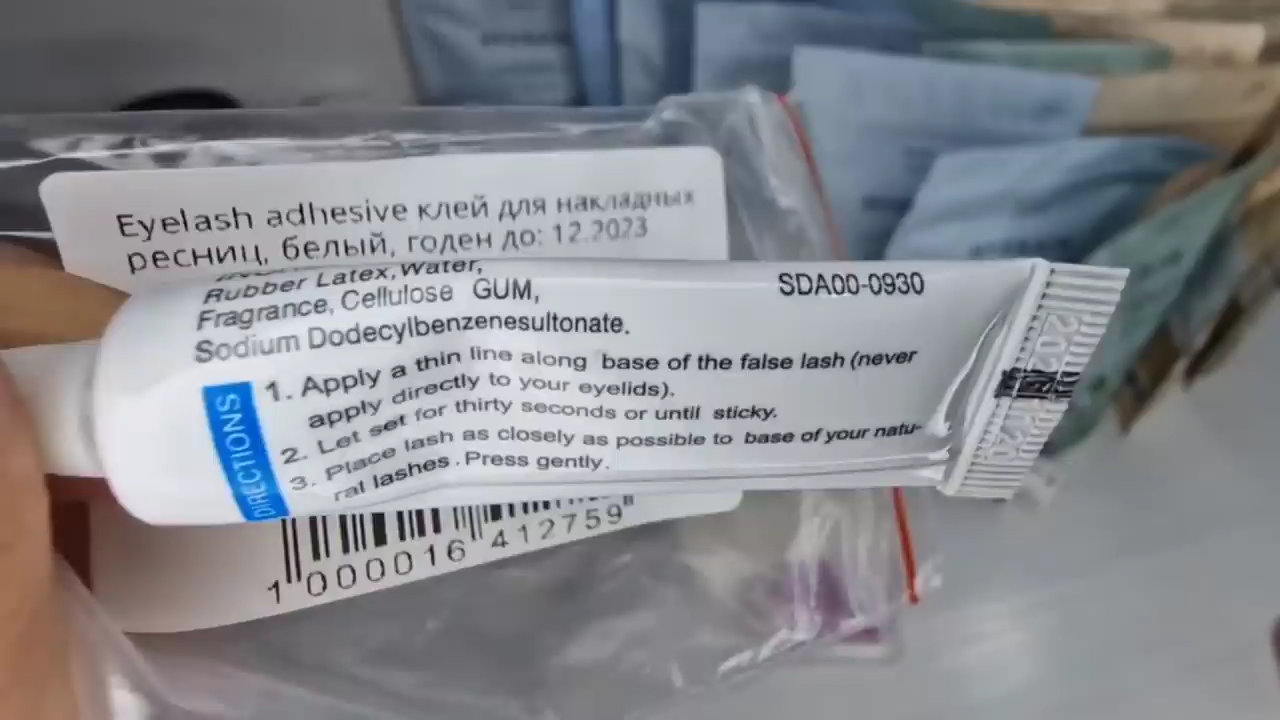 Eyelash adhesive клей для накладных
ресниц, белый, годен до: 12.2023
Rubber Latex, Water,
Fragrance, Cellulose GUM,
Sodium Dodecylbenzenesultonate.
SDA00-0930
DIRECTIONS
1. Apply a thin line along base of the false lash (never
apply directly to your eyelids).
2. Let set for thirty seconds or until sticky.
3. Place lash as closely as possible to base of your natu-
ral lashes. Press gently.
1 000016 412759